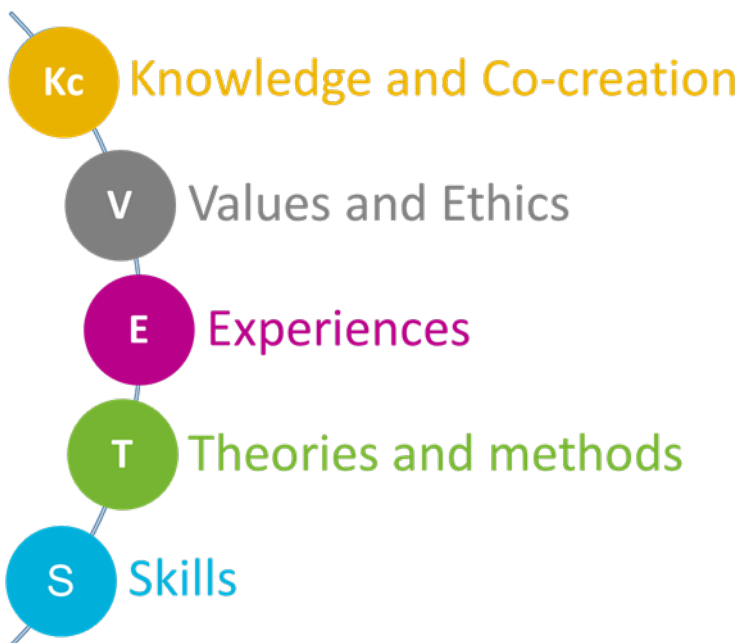 Kc Knowledge and Co-creation
V Values and Ethics
E Experiences
T Theories and methods
S Skills